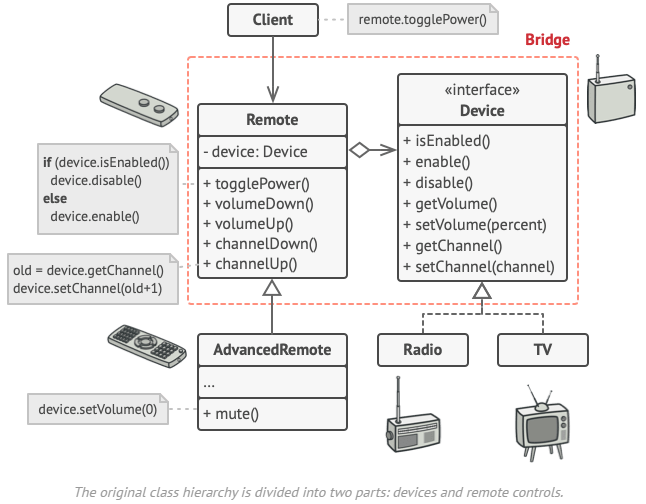 Client
remote.togglePower()
Bridge
Remote
- device: Device
+ togglePower()
+ volumeDown()
+ volumeUp()
+ channelDown()
+ channelUp()
«interface»
Device
+ isEnabled()
+ enable()
+ disable()
+ getVolume()
+ setVolume(percent)
+ getChannel()
+ setChannel(channel)
if (device.isEnabled())
device.disable()
else
device.enable()
old = device.getChannel()
device.setChannel(old+1)
AdvancedRemote
...
+ mute()
device.setVolume(0)
Radio
TV
The original class hierarchy is divided into two parts: devices and remote controls.